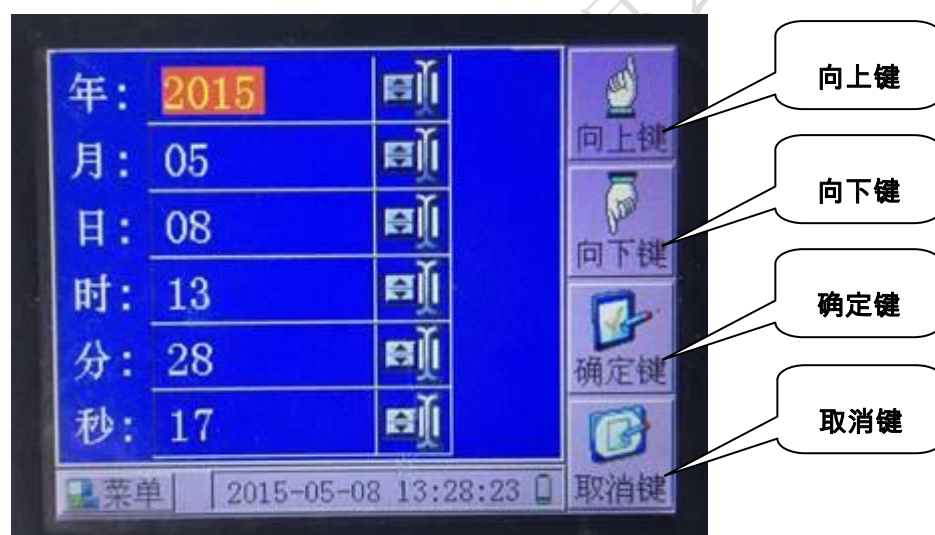 年: 2015
月: 05
日: 08
时: 13
分: 28
秒: 17
菜单 2015-05-08 13:28:23
向上键
向下键
确定键
取消键
向上键
向下键
确定键
取消键